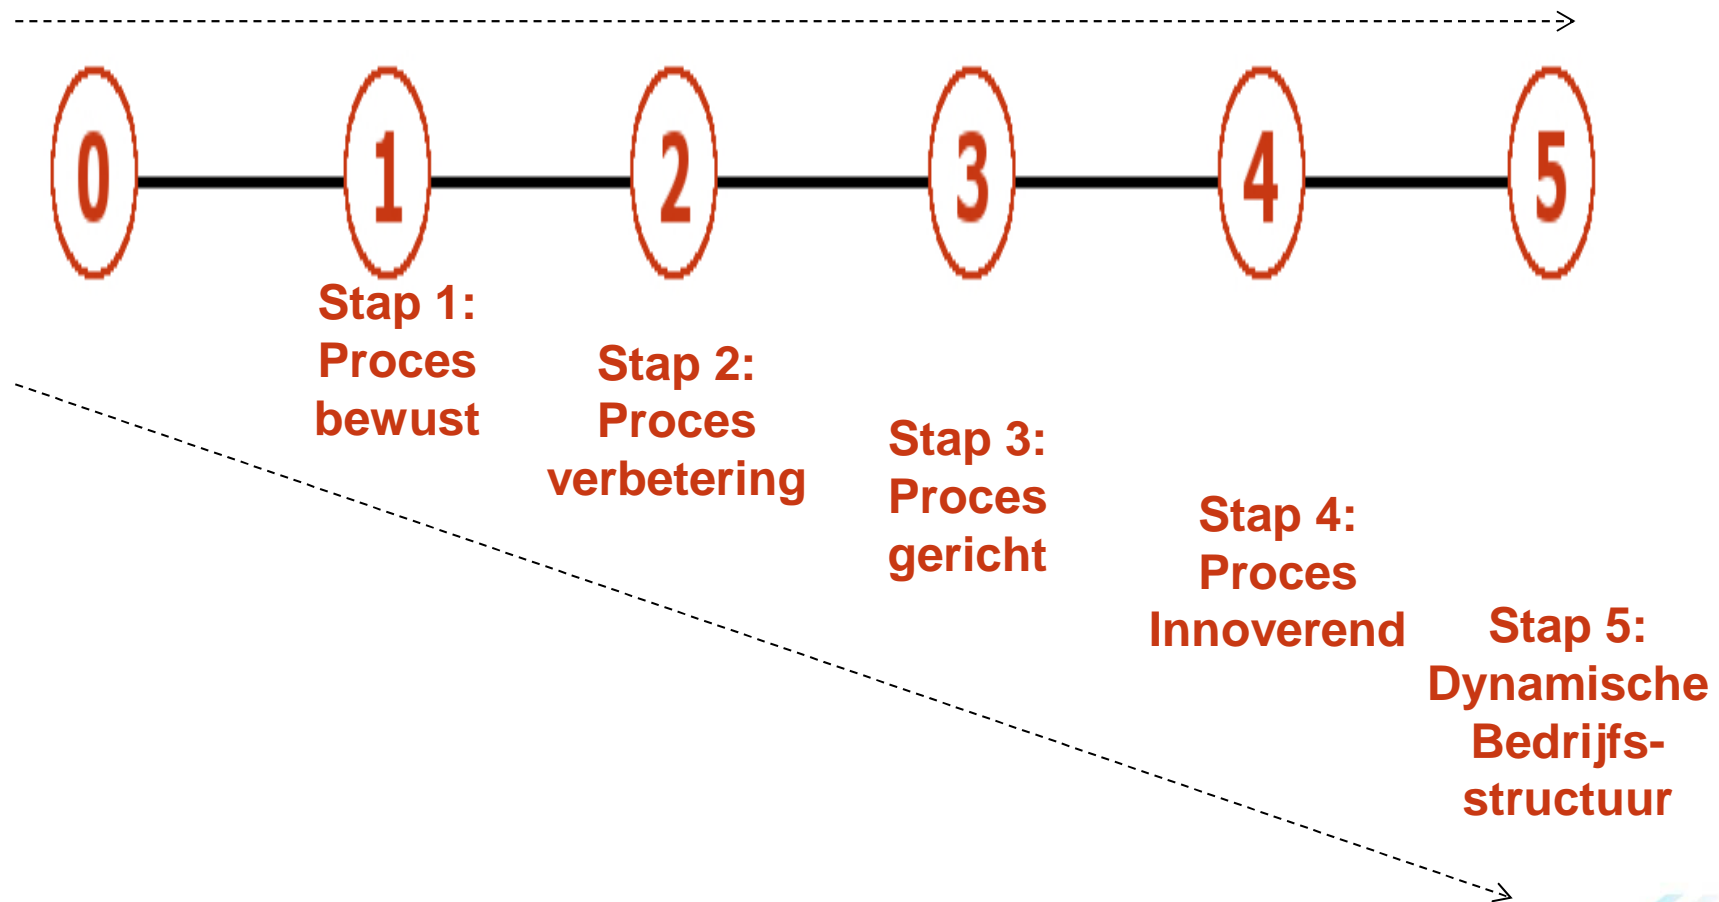 0
1
2
3
4
5
Stap 1:
Proces
bewust
Stap 2:
Proces
verbetering
Stap 3:
Proces
gericht
Stap 4:
Proces
Innoverend
Stap 5:
Dynamische
Bedrijfs-
structuur